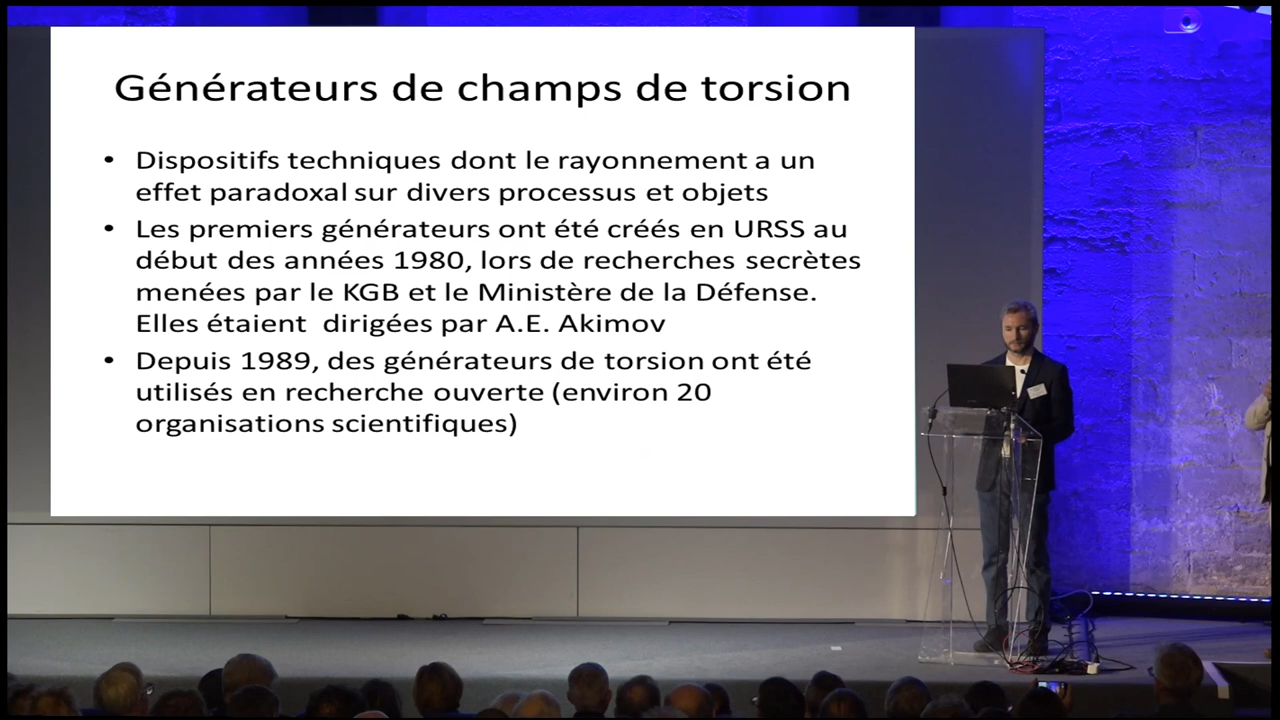 Générateurs de champs de torsion
• Dispositifs techniques dont le rayonnement a un
effet paradoxal sur divers processus et objets
• Les premiers générateurs ont été créés en URSS au
début des années 1980, lors de recherches secrètes
menées par le KGB et le Ministère de la Défense.
Elles étaient dirigées par A.E. Akimov
• Depuis 1989, des générateurs de torsion ont été
utilisés en recherche ouverte (environ 20
organisations scientifiques)